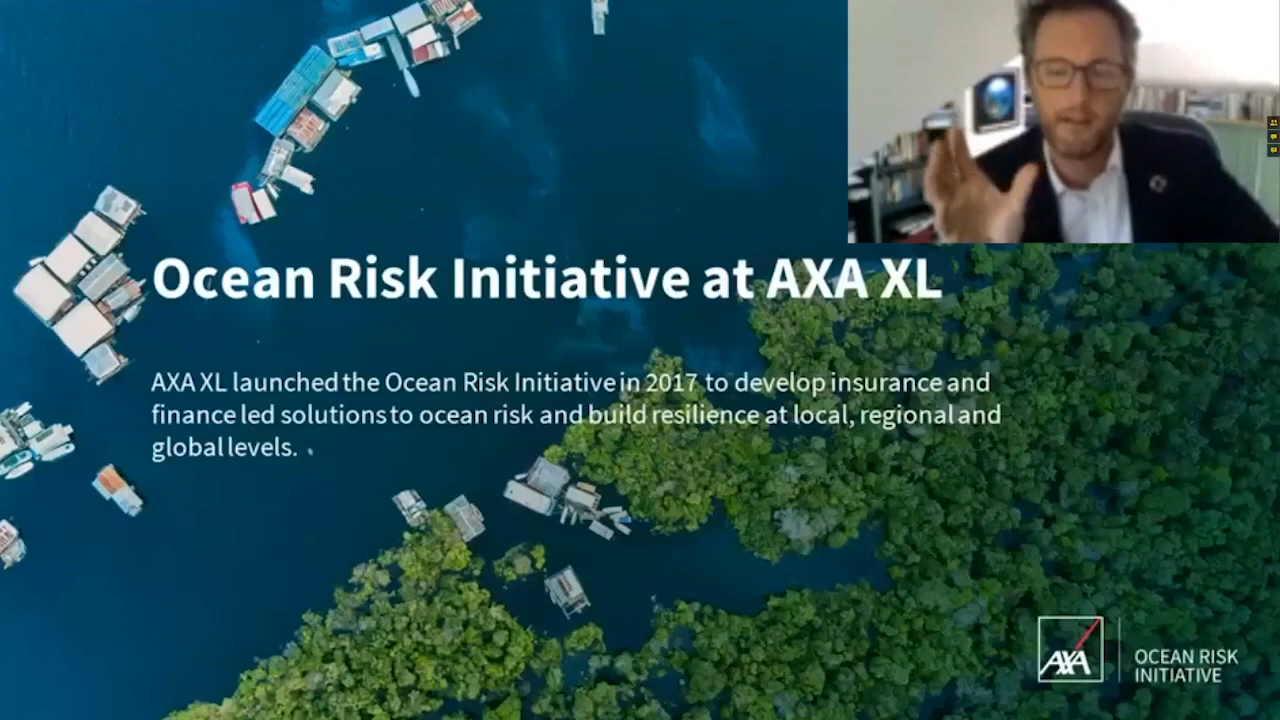 Ocean Risk Initiative at AXA XL
AXA XL launched the Ocean Risk Initiative in 2017 to develop insurance and
finance led solutions to ocean risk and build resilience at local, regional and
global levels.
AXA
OCEAN RISK
INITIATIVE